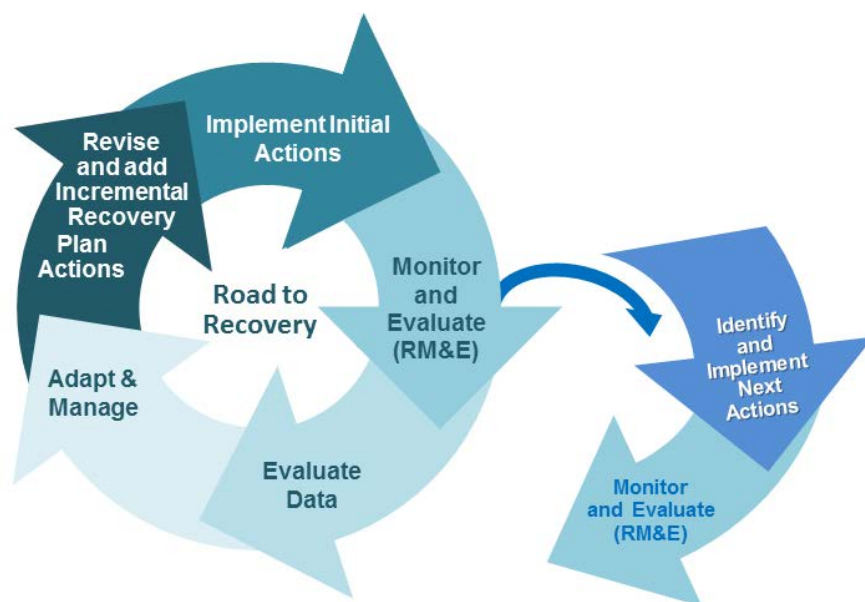 Implement Initial
Actions
Revise
and add
Incremental
Recovery
Plan
Actions
Road to
Recovery
Monitor
and
Evaluate
(RM&E)
Adapt &
Manage
Evaluate
Data
Identify
and
Implement
Next
Actions
Monitor
and Evaluate
(RM&E)